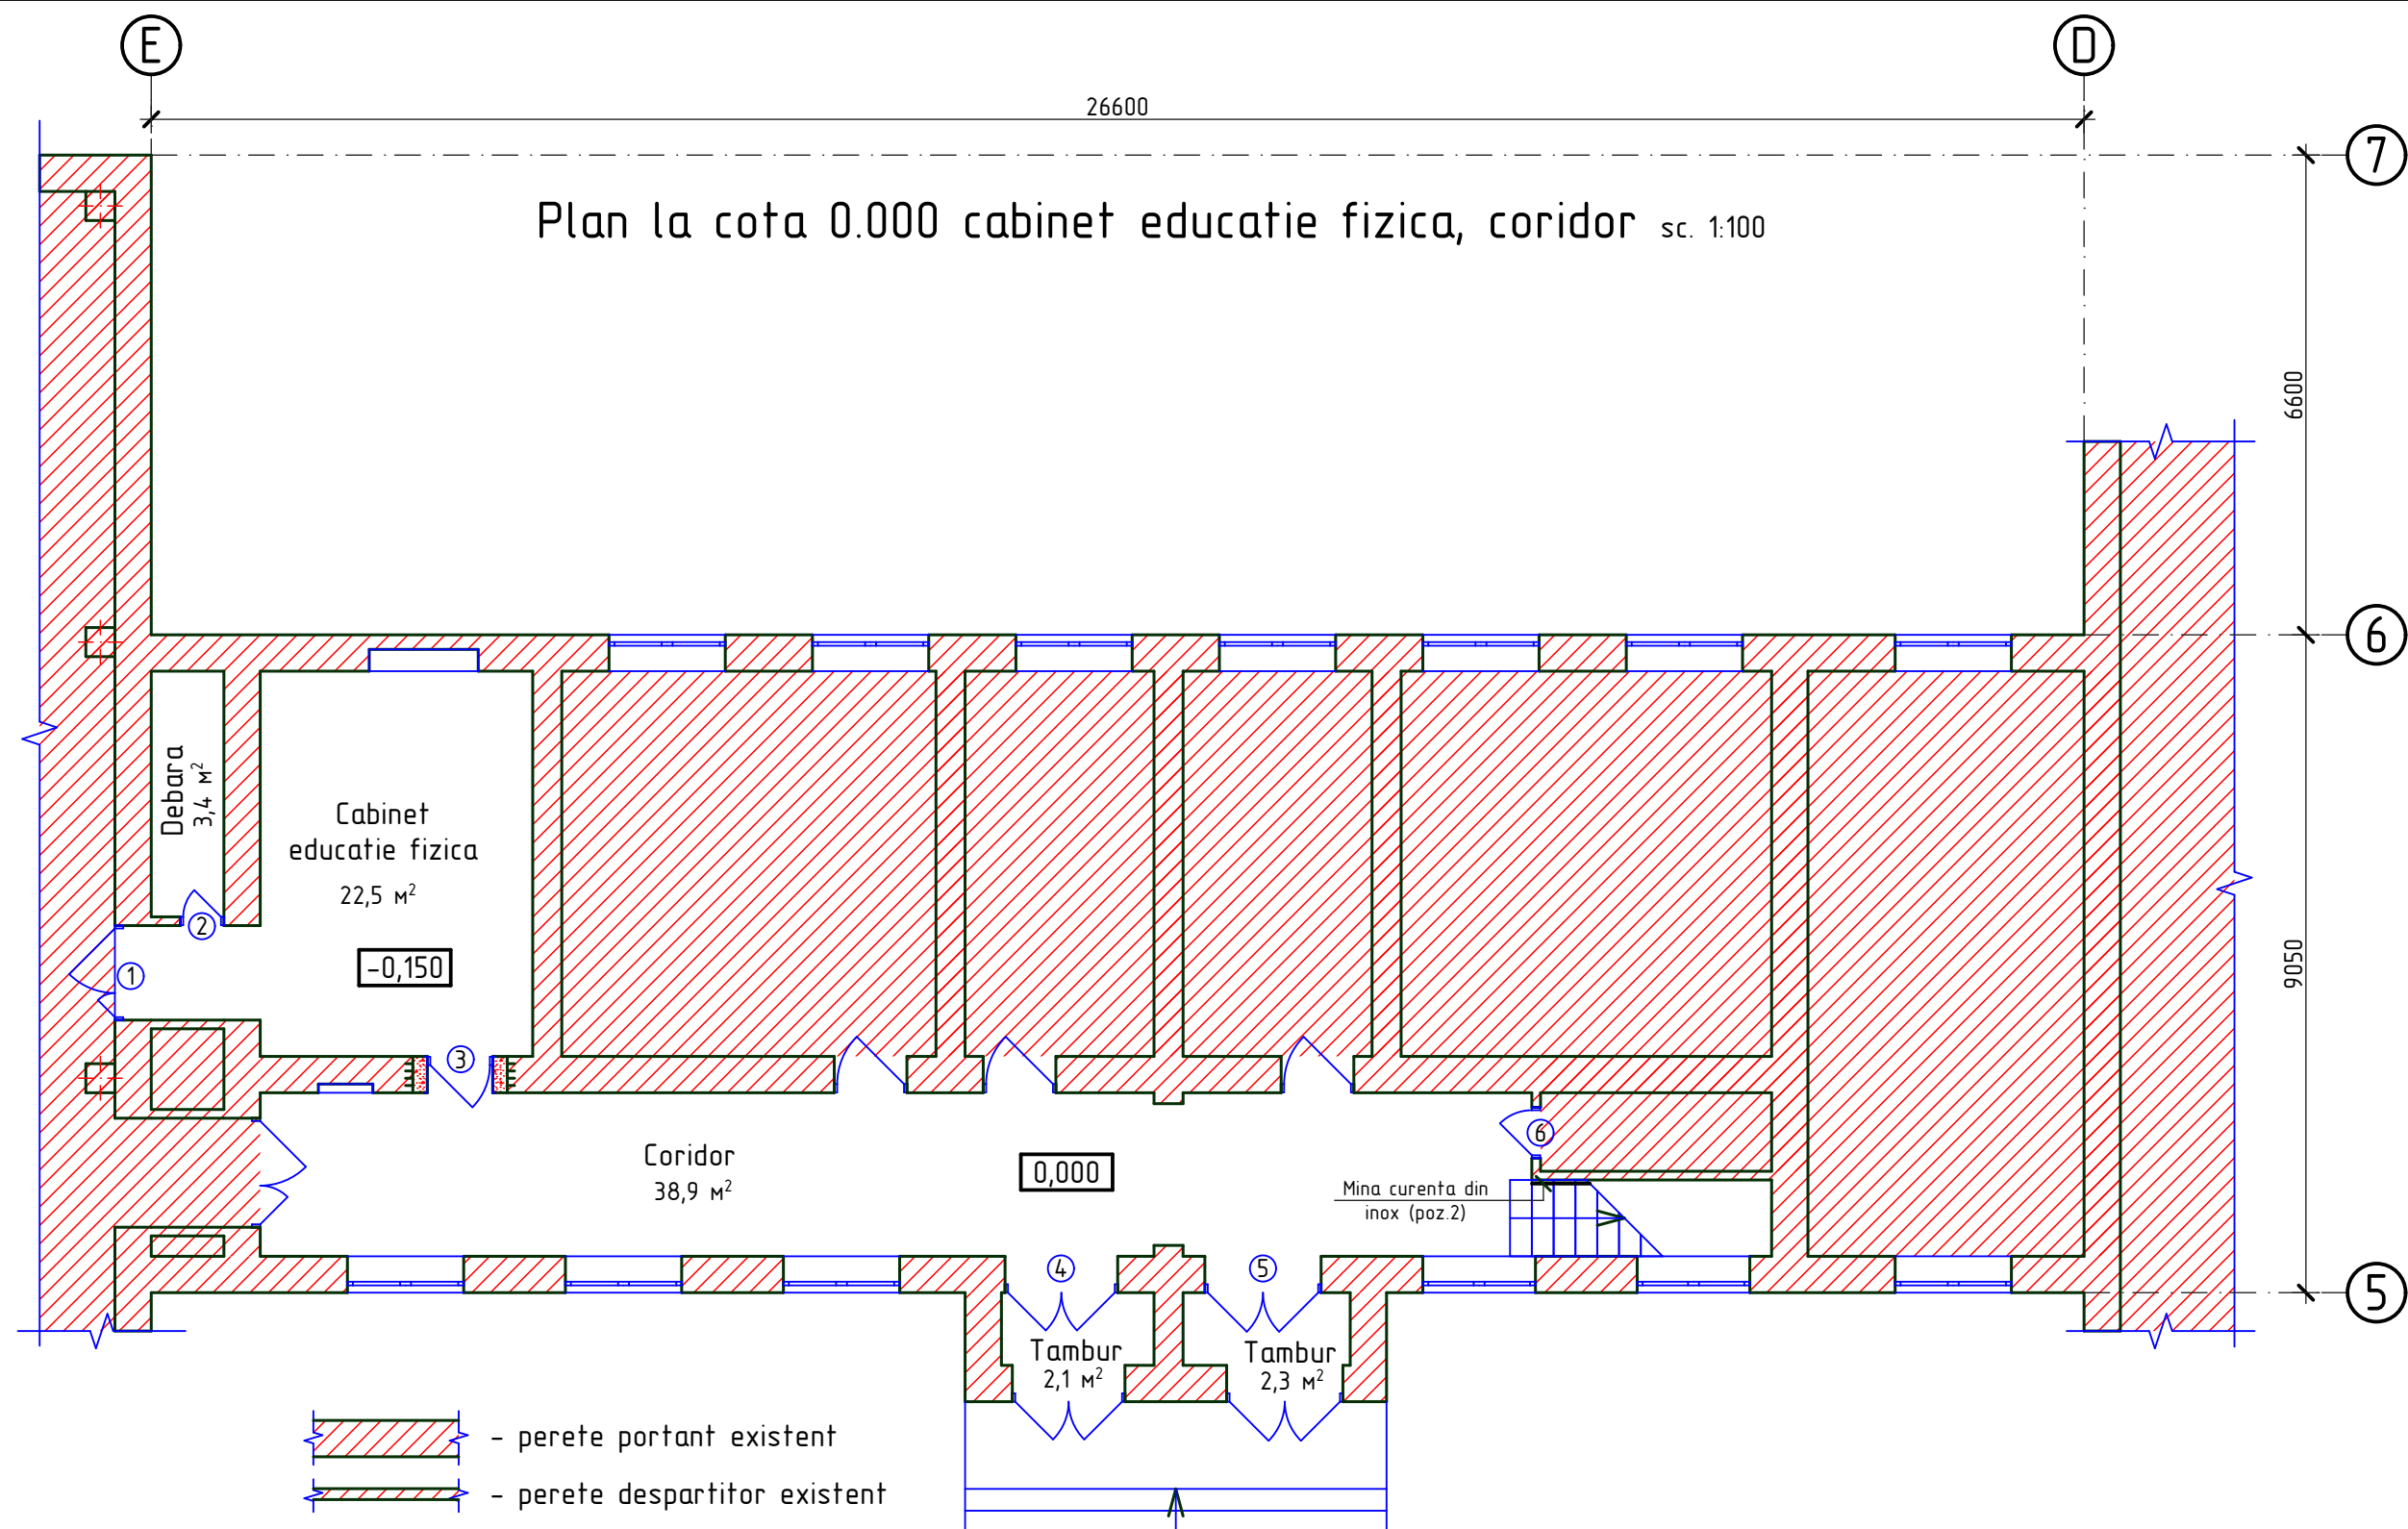 E
D
26600
7
Plan la cota 0.000 cabinet educatie fizica, coridor sc. 1:100
6600
6
Debara
3,4 м²
Cabinet
educatie fizica
22,5 м²
2
-0,150
1
9050
3
6
Coridor
38,9 м²
0,000
Mina curenta din
inox (poz.2)
4
5
5
Tambur
2,1 м²
Tambur
2,3 м²
- perete portant existent
- perete despartitor existent